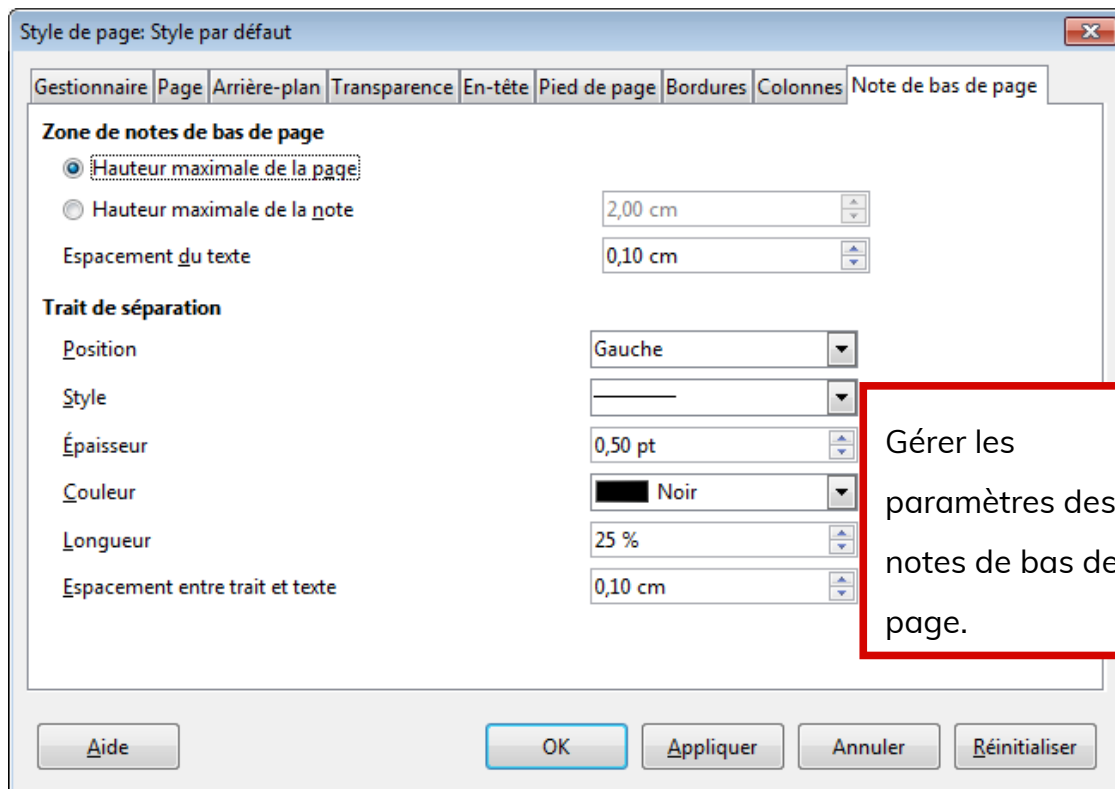 Style de page: Style par défaut
Gestionnaire Page Arrière-plan Transparence En-tête Pied de page Bordures Colonnes Note de bas de page
Zone de notes de bas de page
Hauteur maximale de la page
Hauteur maximale de la note 2,00 cm
Espacement du texte 0,10 cm
Trait de séparation
Position Gauche
Style
Épaisseur 0,50 pt
Couleur Noir
Longueur 25 %
Espacement entre trait et texte 0,10 cm
Gérer les
paramètres des
notes de bas de
page.
Aide OK Appliquer Annuler Réinitialiser